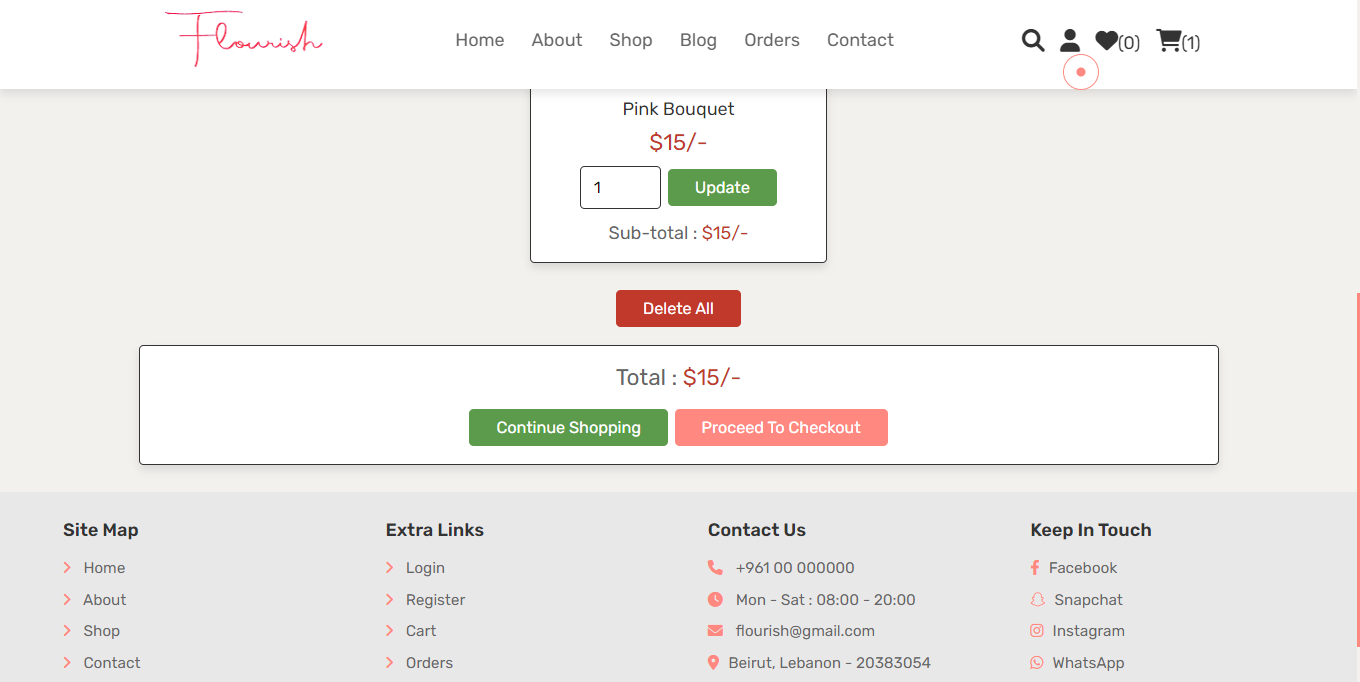 Flourish
Home About Shop Blog Orders Contact (0) (1)
Pink Bouquet
$15/-
1 Update
Sub-total : $15/-
Delete All
Total : $15/-
Continue Shopping Proceed To Checkout
Site Map Extra Links Contact Us Keep In Touch
Home Login +961 00 000000 Facebook
About Register Mon - Sat : 08:00 - 20:00 Snapchat
Shop Cart flourish@gmail.com Instagram
Contact Orders Beirut, Lebanon - 20383054 WhatsApp